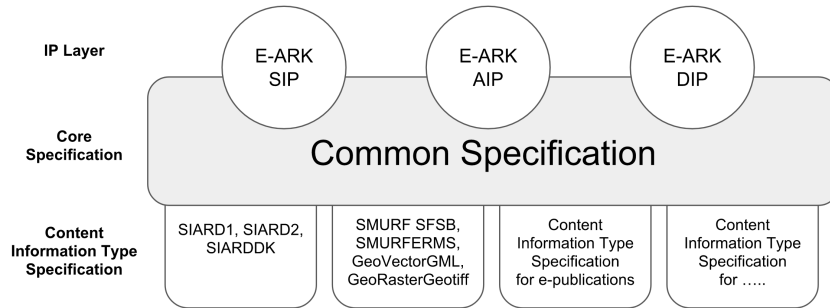 IP Layer
E-ARK
SIP
E-ARK
AIP
E-ARK
DIP
Core
Specification
Common Specification
Content
Information Type
Specification
SIARD1, SIARD2,
SIARDDK
SMURF SFSB,
SMURFERMS,
GeoVectorGML,
GeoRasterGeotiff
Content
Information Type
Specification
for e-publications
Content
Information Type
Specification
for …..